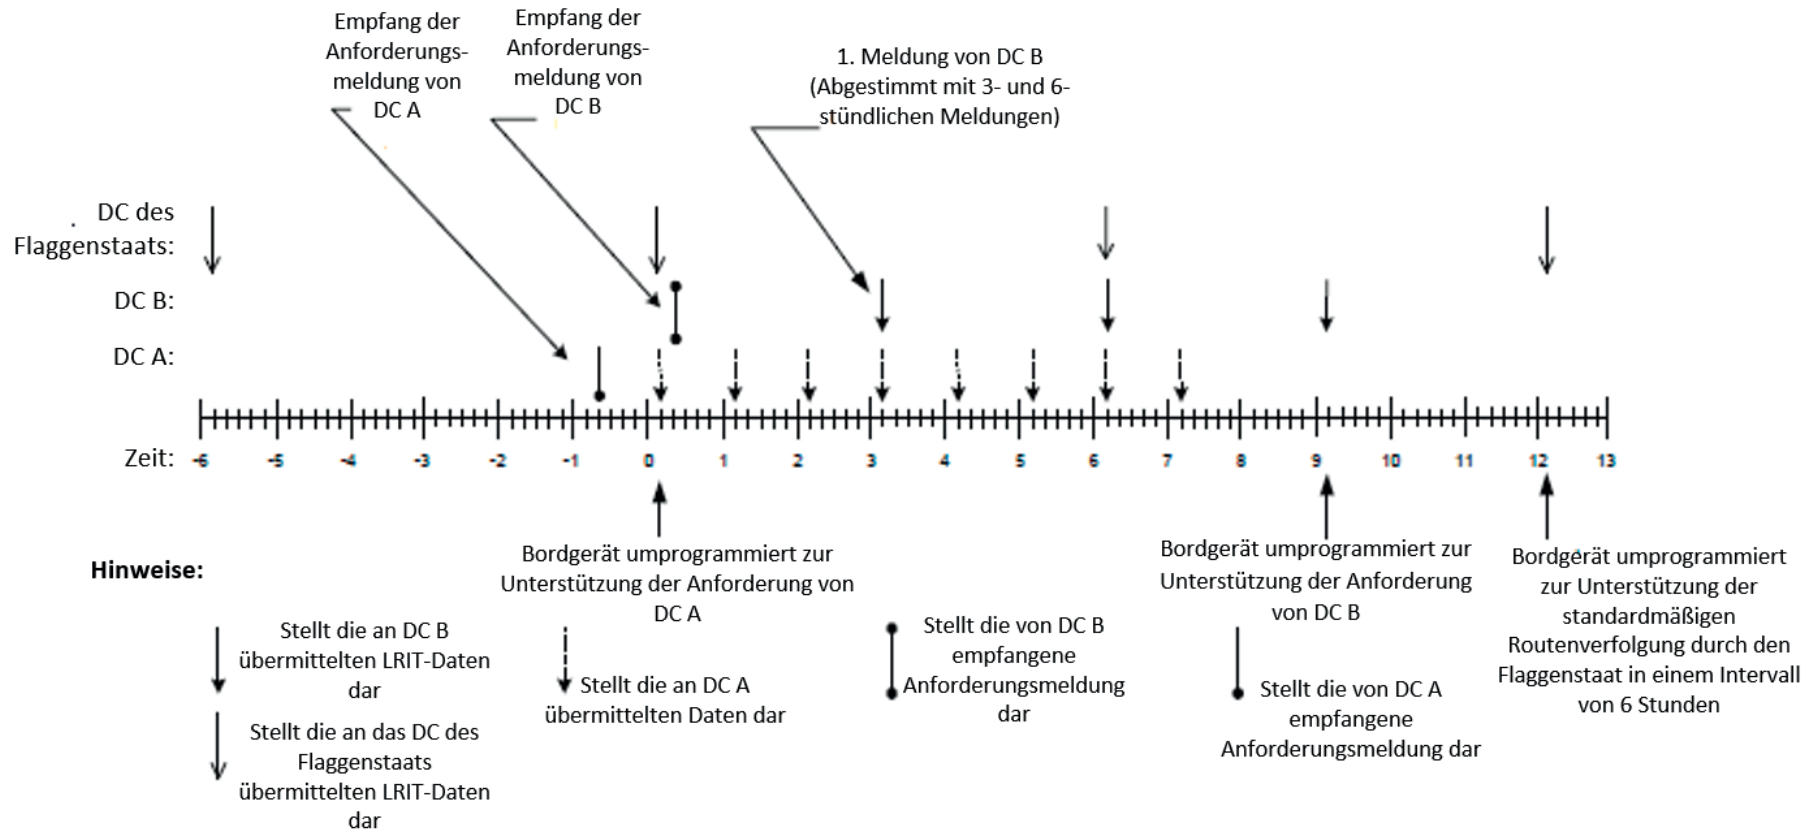 Empfang der
Anforderungs-
meldung von
DC A
Empfang der
Anforderungs-
meldung von
DC B
1. Meldung von DC B
(Abgestimmt mit 3- und 6-
stündlichen Meldungen)
DC des
Flaggenstaats:
DC B:
DC A:
Zeit: -6 -5 -4 -3 -2 -1 0 1 2 3 4 5 6 7 8 9 10 11 12 13
Bordgerät umprogrammiert zur
Unterstützung der Anforderung von
DC A
Bordgerät umprogrammiert zur
Unterstützung der Anforderung
von DC B
Bordgerät umprogrammiert
zur Unterstützung der
standardmäßigen
Routenverfolgung durch den
Flaggenstaat in einem Intervall
von 6 Stunden
Hinweise:
Stellt die an DC B
übermittelten LRIT-Daten
dar
Stellt die an das DC des
Flaggenstaats
übermittelten LRIT-Daten
dar
Stellt die an DC A
übermittelten Daten dar
Stellt die von DC B
empfangene
Anforderungsmeldung
dar
Stellt die von DC A
empfangene
Anforderungsmeldung dar